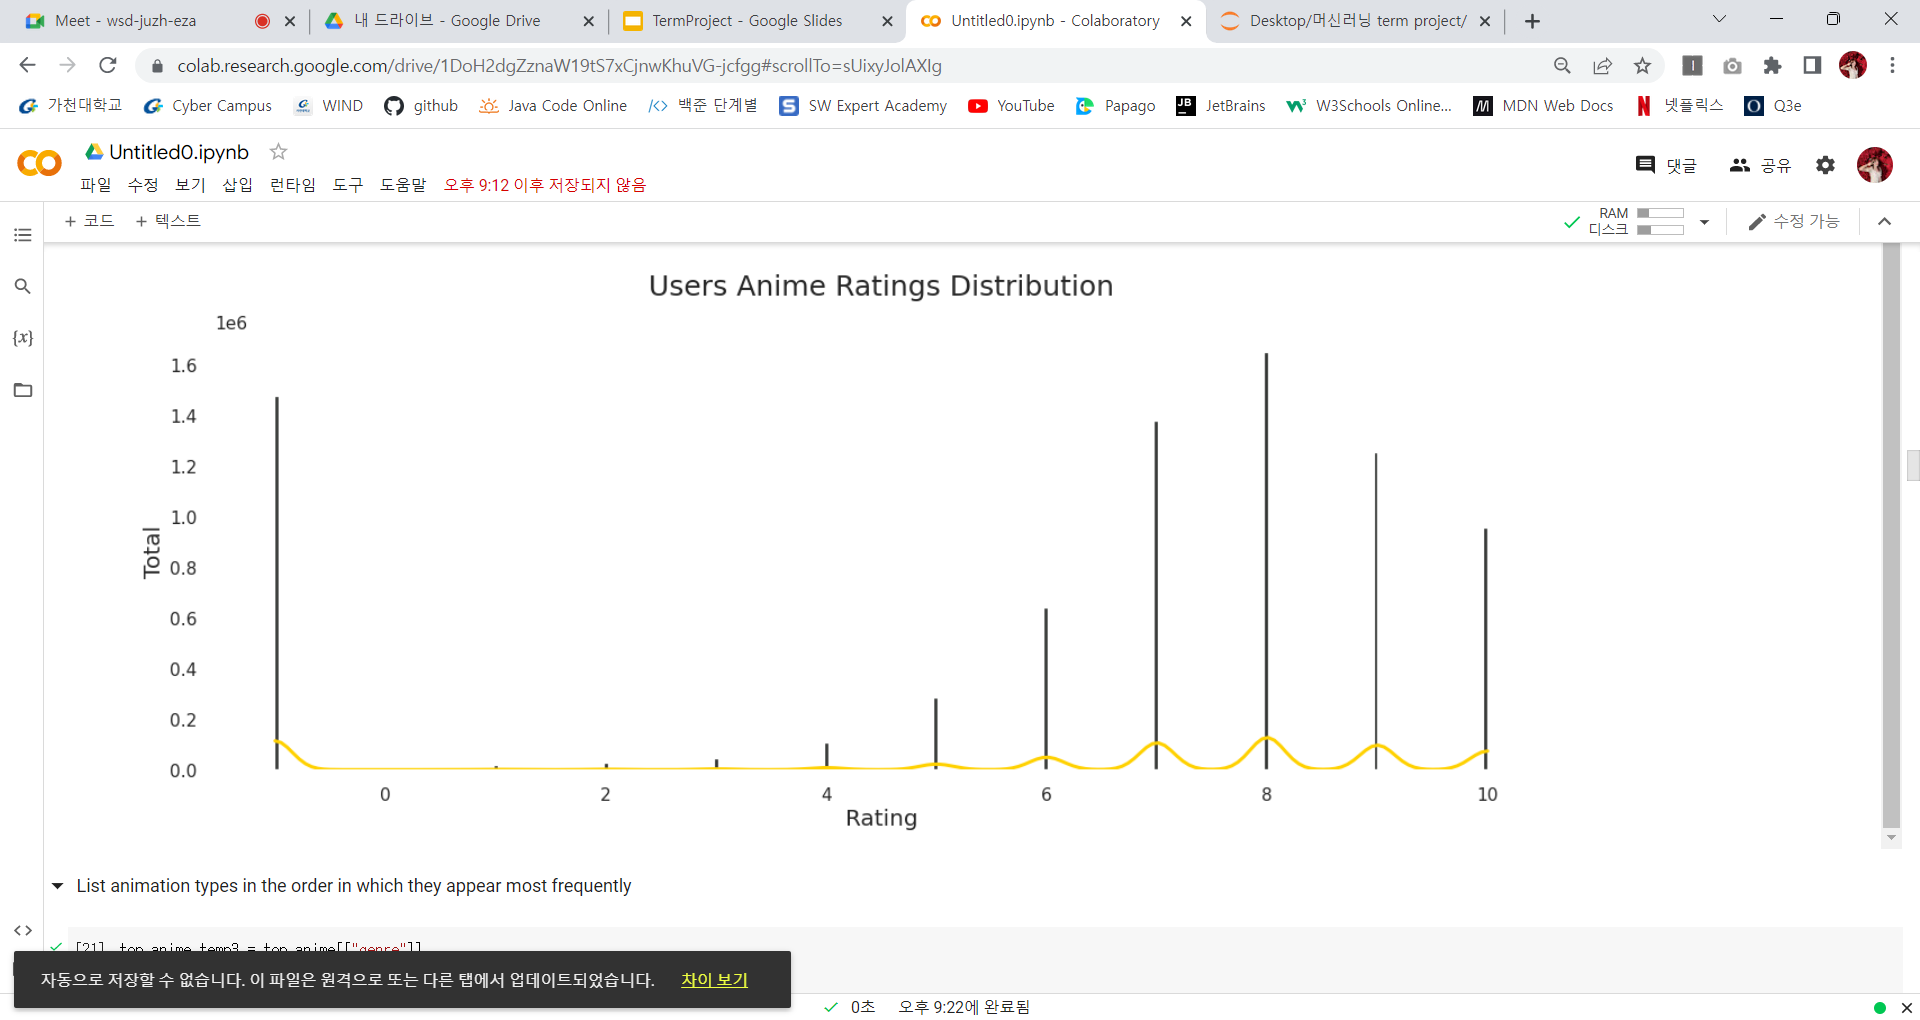 Meet - wsd-juzh-eza
내 드라이브 - Google Drive
TermProject - Google Slides
Untitled0.ipynb - Colaboratory
Desktop/머신러닝 term project/
colab.research.google.com/drive/1DoH2dgZznaW19tS7xCjnwKhuVG-jcfgg#scrollTo=sUixyJolAXIg
가천대학교
Cyber Campus
WIND
github
Java Code Online
백준 단계별
SW Expert Academy
YouTube
Papago
JetBrains
W3Schools Online...
MDN Web Docs
넷플릭스
Q3e
Untitled0.ipynb
댓글
공유
파일 수정 보기 삽입 런타임 도구 도움말 오후 9:12 이후 저장되지 않음
+ 코드 + 텍스트
RAM
디스크
수정 가능
Users Anime Ratings Distribution
1e6
1.6
1.4
1.2
1.0
Total
0.8
0.6
0.4
0.2
0.0
0 2 4 6 8 10
Rating
List animation types in the order in which they appear most frequently
[21] top_anime_temp3 = top_anime[["genre"]]
자동으로 저장할 수 없습니다. 이 파일은 원격으로 또는 다른 탭에서 업데이트되었습니다. 차이 보기
0초 오후 9:22에 완료됨